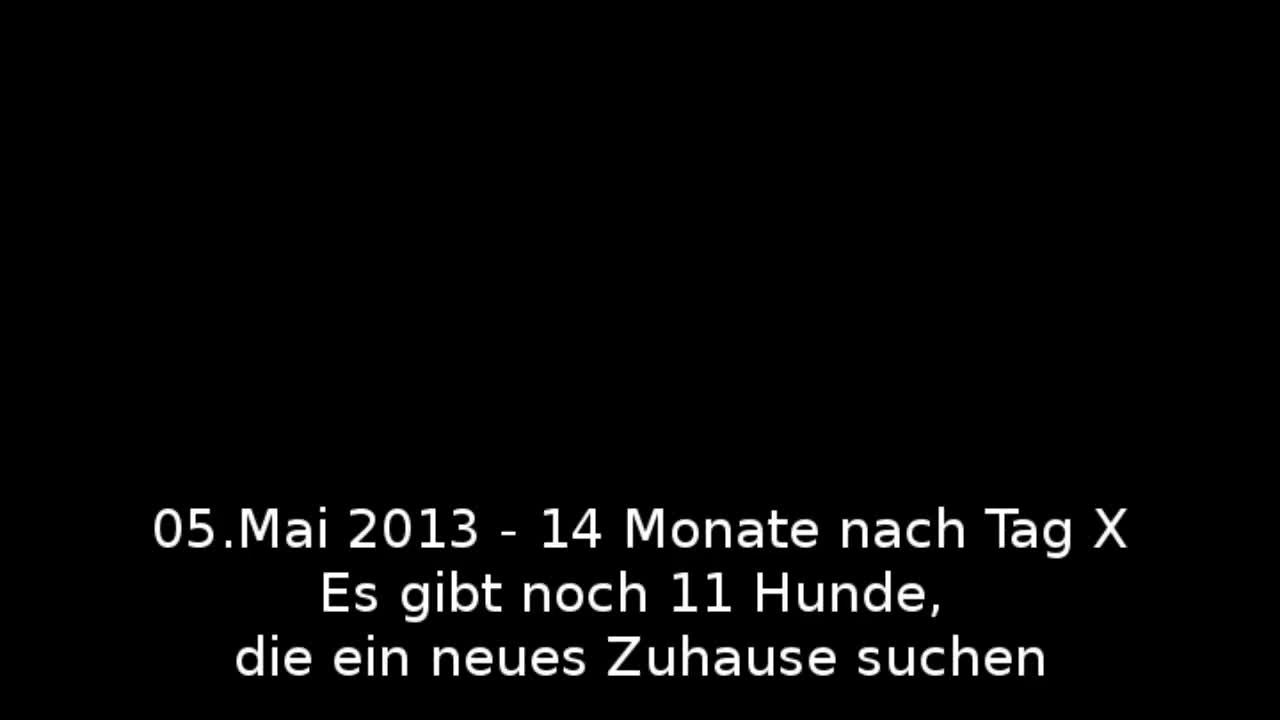 05.Mai 2013 - 14 Monate nach Tag X
Es gibt noch 11 Hunde,
die ein neues Zuhause suchen